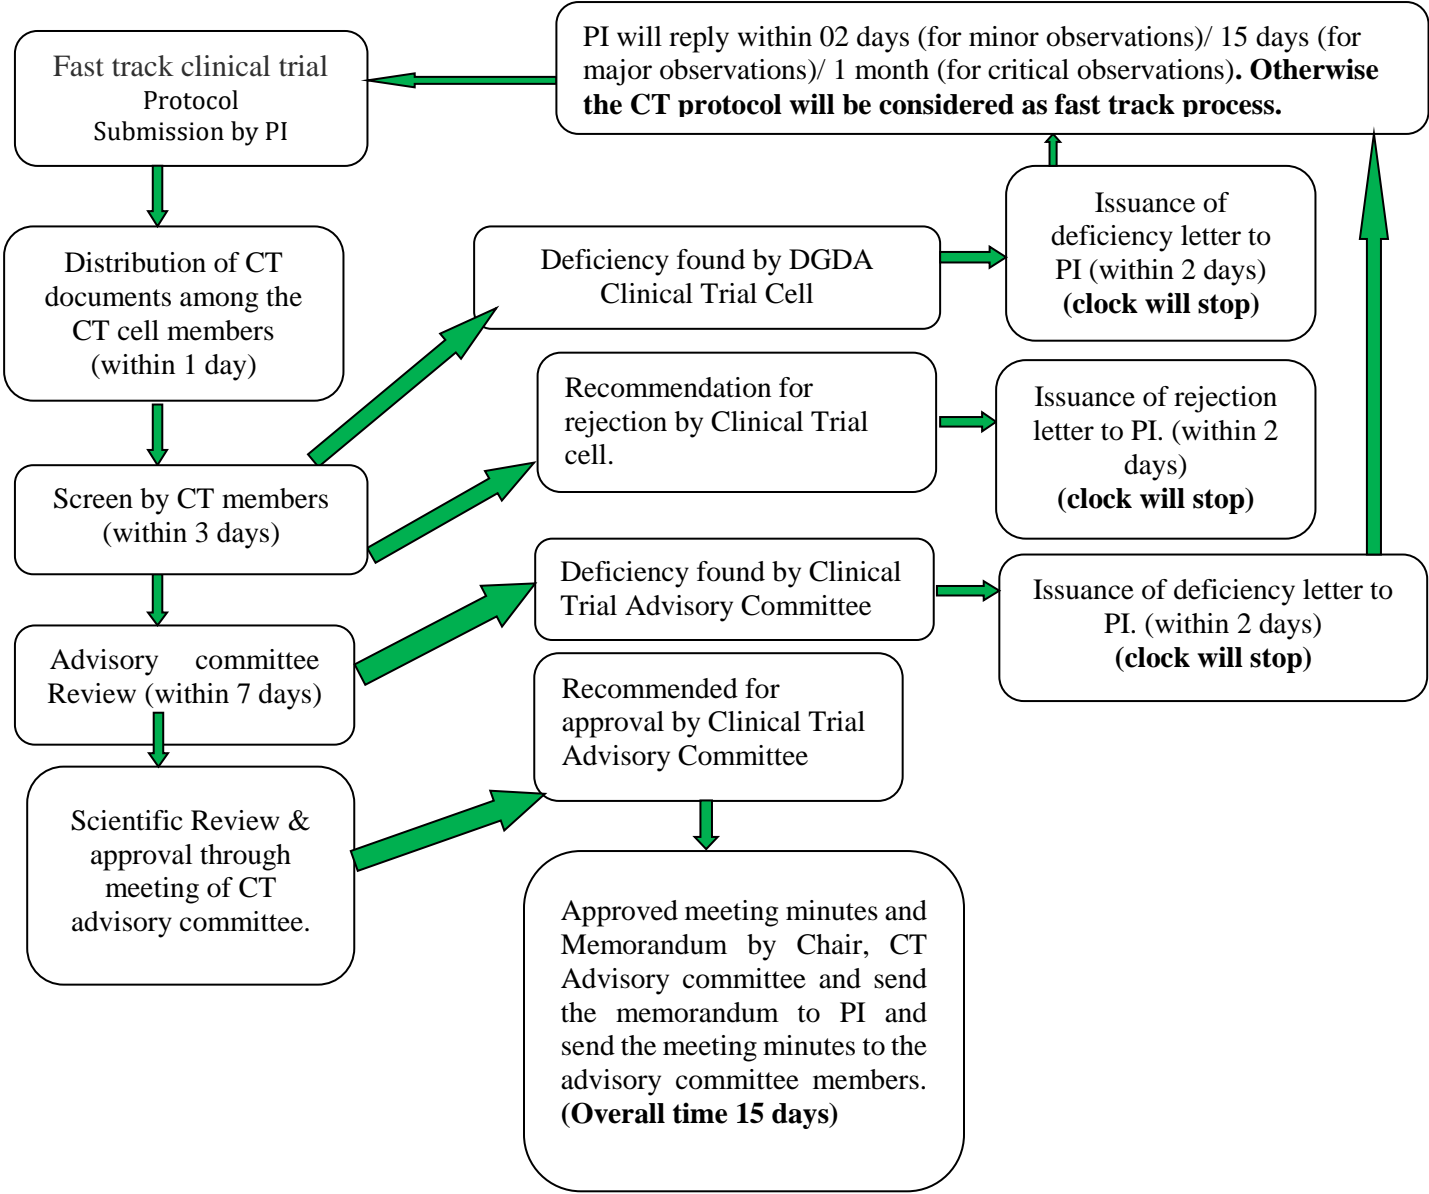 Fast track clinical trial
Protocol
Submission by PI
PI will reply within 02 days (for minor observations)/ 15 days (for
major observations)/ 1 month (for critical observations). Otherwise
the CT protocol will be considered as fast track process.
Distribution of CT
documents among the
CT cell members
(within 1 day)
Deficiency found by DGDA
Clinical Trial Cell
Issuance of
deficiency letter to
PI (within 2 days)
(clock will stop)
Recommendation for
rejection by Clinical Trial
cell.
Issuance of rejection
letter to PI. (within 2
days)
(clock will stop)
Screen by CT members
(within 3 days)
Deficiency found by Clinical
Trial Advisory Committee
Issuance of deficiency letter to
PI. (within 2 days)
(clock will stop)
Advisory committee
Review (within 7 days)
Recommended for
approval by Clinical Trial
Advisory Committee
Scientific Review &
approval through
meeting of CT
advisory committee.
Approved meeting minutes and
Memorandum by Chair, CT
Advisory committee and send
the memorandum to PI and
send the meeting minutes to the
advisory committee members.
(Overall time 15 days)